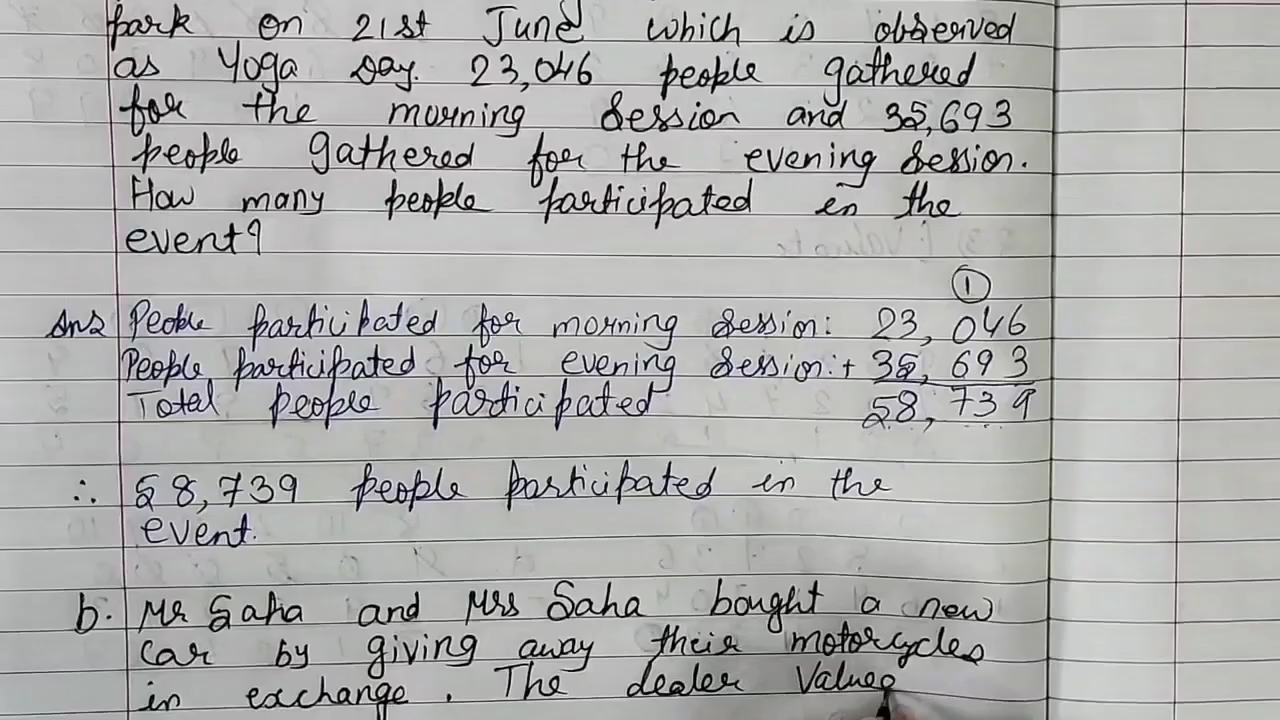 park on 21st June which is observed
as Yoga Day. 23,046 people gathered
for the morning session and 35,693
people gathered for the evening session.
How many people participated in the
event?
①
Ans People participated for morning session: 23,046
People participated for evening session:+ 35,693
Total people participated 58,739
∴ 58,739 people participated in the
event.
b. Mr Saha and Mrs Saha bought a new
car by giving away their motorcycles
in exchange. The dealer values